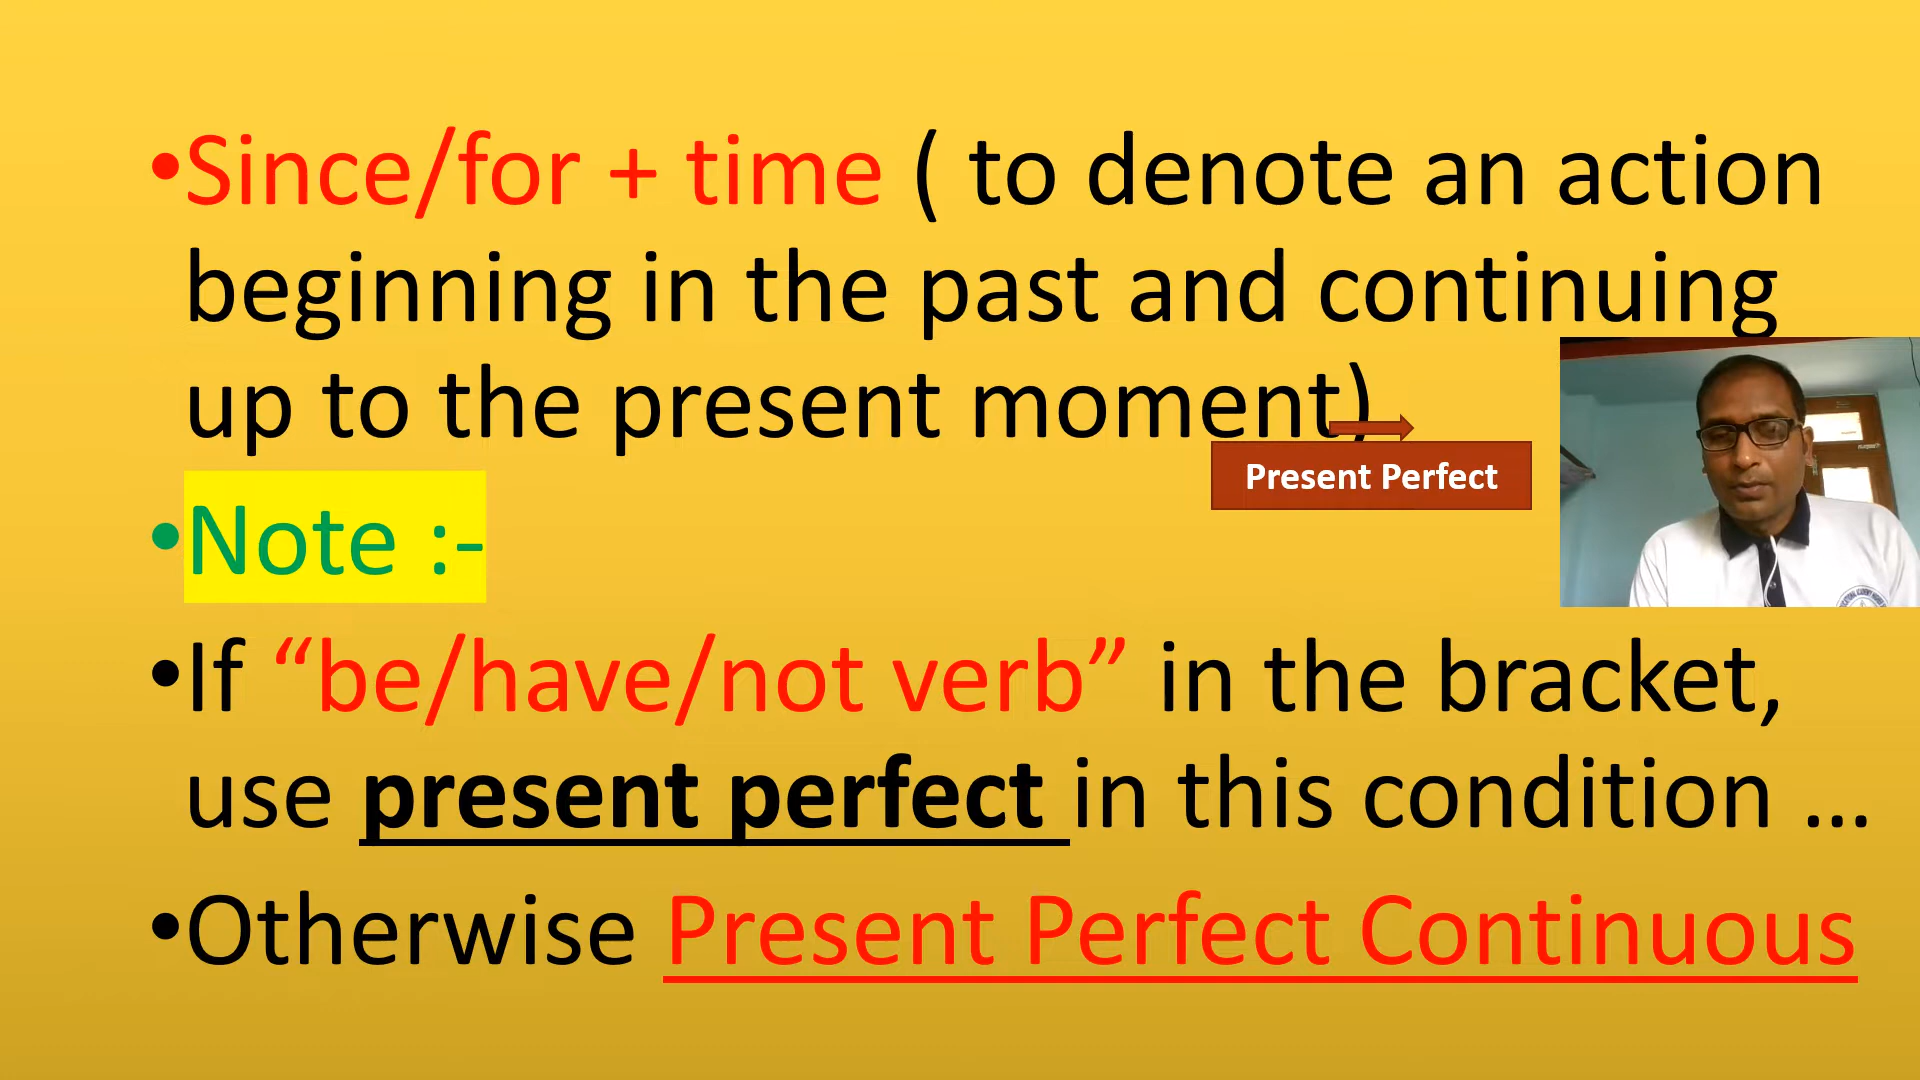 •Since/for + time ( to denote an action
beginning in the past and continuing
up to the present moment)
Present Perfect
•Note :-
•If “be/have/not verb” in the bracket,
use present perfect in this condition ...
•Otherwise Present Perfect Continuous